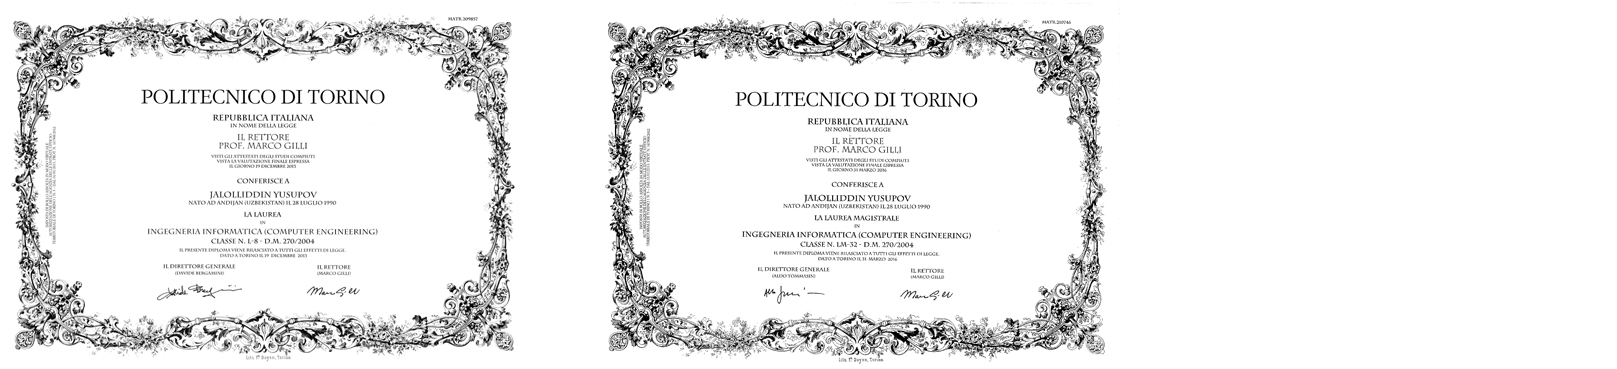 MATR.209857
POLITECNICO DI TORINO
REPUBBLICA ITALIANA
IN NOME DELLA LEGGE
IL RETTORE
PROF. MARCO GILLI
VISTI GLI ATTESTATI DEGLI STUDI COMPIUTI
VISTA LA VALUTAZIONE FINALE ESPRESSA
IL GIORNO 19 DICEMBRE 2013
CONFERISCE A
JALOLLIDDIN YUSUPOV
NATO AD ANDIJAN (UZBEKISTAN) IL 28 LUGLIO 1990
LA LAUREA
IN
INGEGNERIA INFORMATICA (COMPUTER ENGINEERING)
CLASSE N. L-8 - D.M. 270/2004
IL PRESENTE DIPLOMA VIENE RILASCIATO A TUTTI GLI EFFETTI DI LEGGE.
DATO A TORINO IL 19 DICEMBRE 2013
IL DIRETTORE GENERALE
(DAVIDE BERGAMINI)
IL RETTORE
(MARCO GILLI)
Lito F. Bogno, Torino
MATR.210746
POLITECNICO DI TORINO
REPUBBLICA ITALIANA
IN NOME DELLA LEGGE
IL RETTORE
PROF. MARCO GILLI
VISTI GLI ATTESTATI DEGLI STUDI COMPIUTI
VISTA LA VALUTAZIONE FINALE ESPRESSA
IL GIORNO 31 MARZO 2016
CONFERISCE A
JALOLLIDDIN YUSUPOV
NATO AD ANDIJAN (UZBEKISTAN) IL 28 LUGLIO 1990
LA LAUREA MAGISTRALE
IN
INGEGNERIA INFORMATICA (COMPUTER ENGINEERING)
CLASSE N. LM-32 - D.M. 270/2004
IL PRESENTE DIPLOMA VIENE RILASCIATO A TUTTI GLI EFFETTI DI LEGGE.
DATO A TORINO IL 31 MARZO 2016
IL DIRETTORE GENERALE
(ALDO TOMMASIN)
IL RETTORE
(MARCO GILLI)